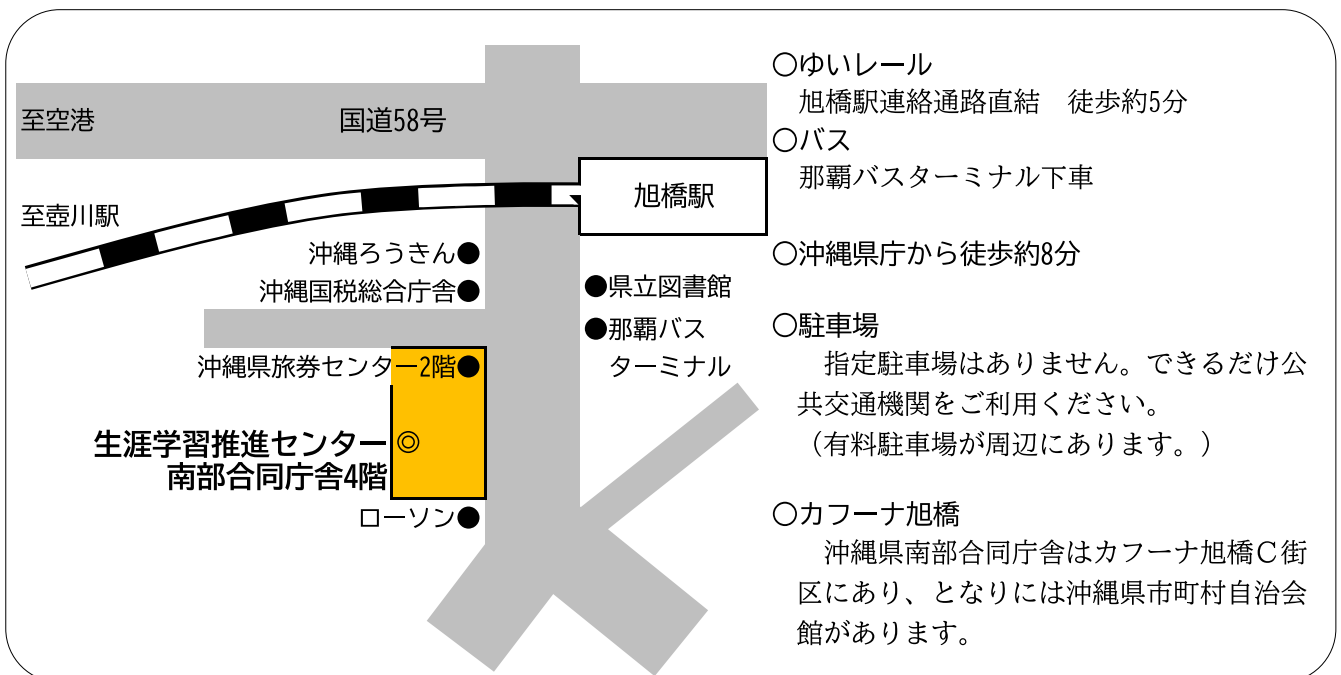 至空港
国道58号
旭橋駅
至壺川駅
沖縄ろうきん●
沖縄国税総合庁舎●
●県立図書館
●那覇バス
ターミナル
沖縄県旅券センター2階●
生涯学習推進センター◎
南部合同庁舎4階
ローソン●
○ゆいレール
旭橋駅連絡通路直結　徒歩約5分
○バス
那覇バスターミナル下車
○沖縄県庁から徒歩約8分
○駐車場
指定駐車場はありません。できるだけ公
共交通機関をご利用ください。
（有料駐車場が周辺にあります。）
○カフーナ旭橋
沖縄県南部合同庁舎はカフーナ旭橋Ｃ街
区にあり、となりには沖縄県市町村自治会
館があります。